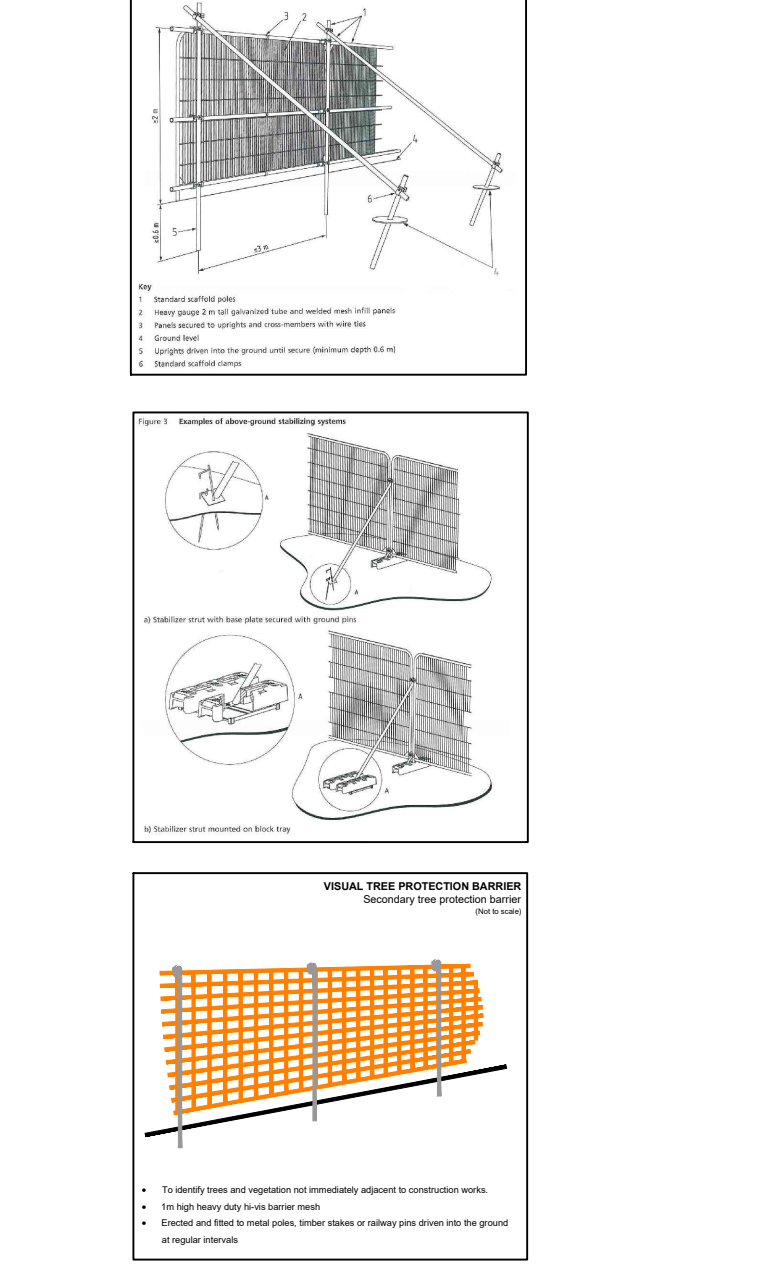 3
2
1
≥2 m
4
6
5
≥0.6 m
≤3 m
4
Key
1 Standard scaffold poles
2 Heavy gauge 2 m tall galvanized tube and welded mesh infill panels
3 Panels secured to uprights and cross-members with wire ties
4 Ground level
5 Uprights driven into the ground until secure (minimum depth 0.6 m)
6 Standard scaffold clamps
Figure 3 Examples of above-ground stabilizing systems
A
A
a) Stabilizer strut with base plate secured with ground pins
A
A
b) Stabilizer strut mounted on block tray
VISUAL TREE PROTECTION BARRIER
Secondary tree protection barrier
(Not to scale)
• To identify trees and vegetation not immediately adjacent to construction works.
• 1m high heavy duty hi-vis barrier mesh
• Erected and fitted to metal poles, timber stakes or railway pins driven into the ground
at regular intervals